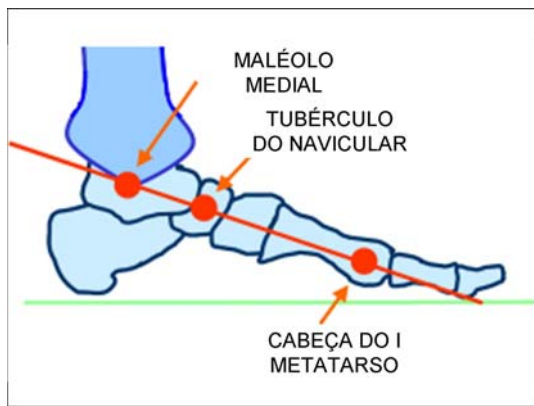 MALÉOLO
MEDIAL
TUBÉRCULO
DO NAVICULAR
CABEÇA DO I
METATARSO